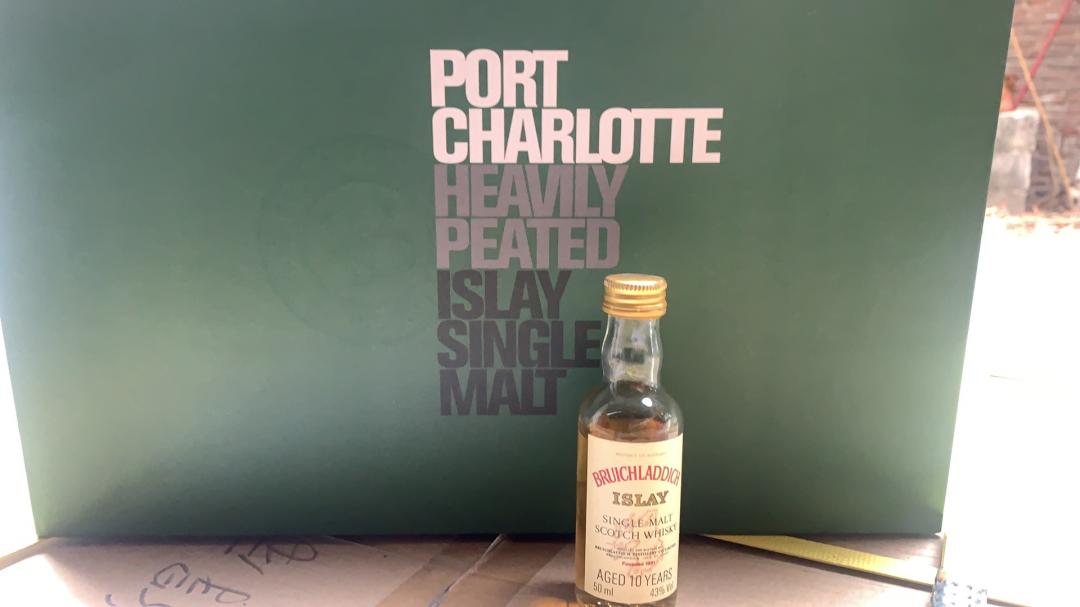 PORT
CHARLOTTE
HEAVILY
PEATED
ISLAY
SINGLE
MALT
BRUICHLADDICH
ISLAY
SINGLE MALT
SCOTCH WHISKY
AGED 10 YEARS
50 ml 43% Vol